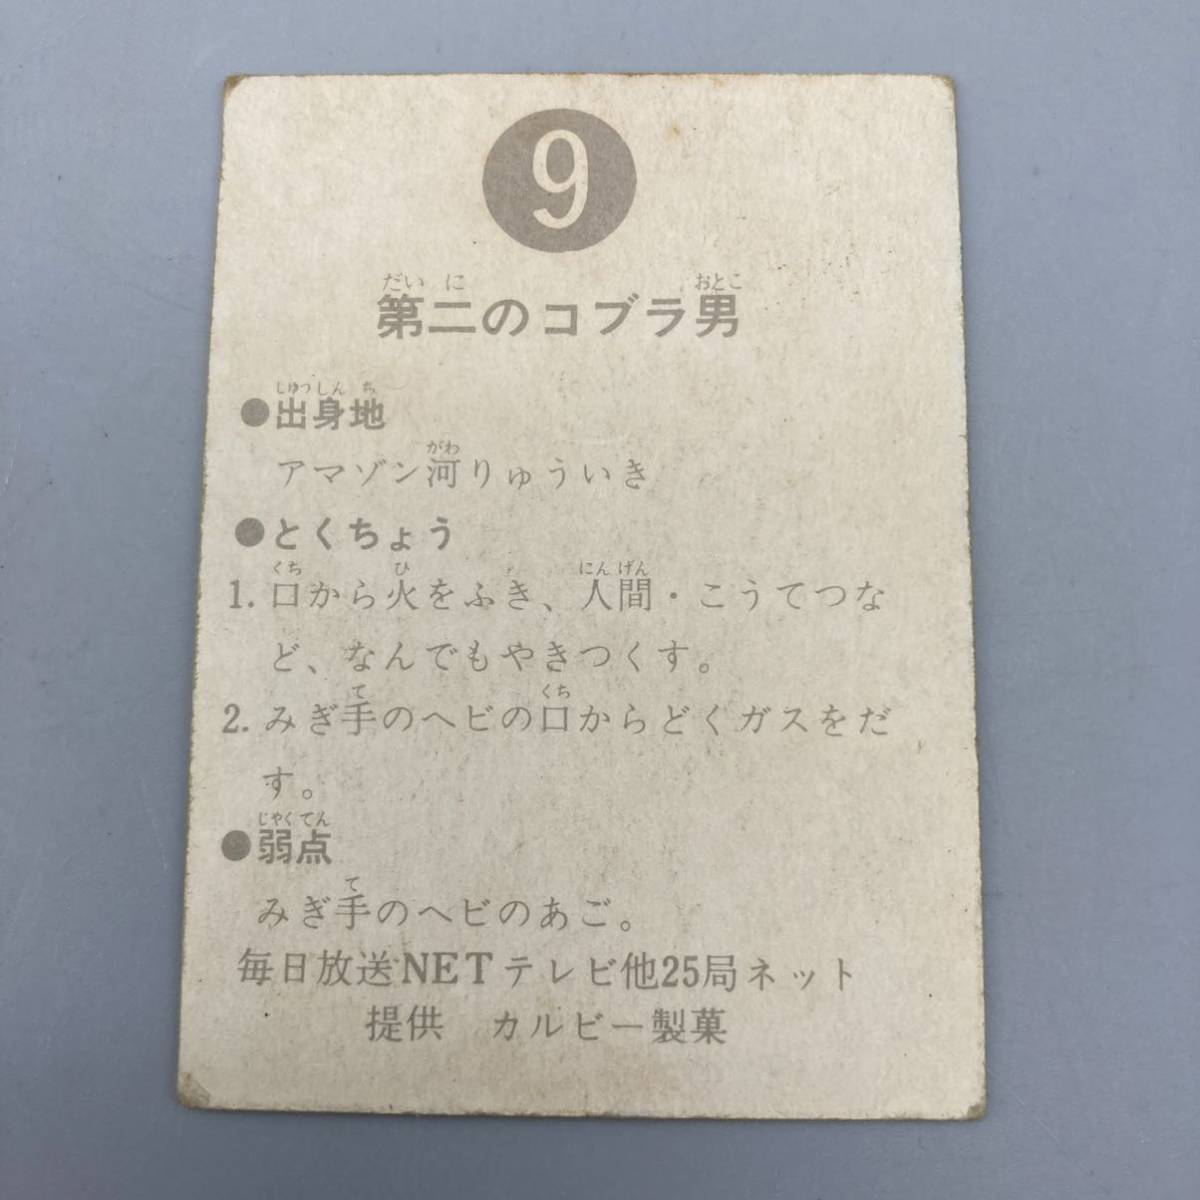 9
だい に おとこ
第二のコブラ男
しゅっしん ち
●出身地
がわ
アマゾン河りゅういき
●とくちょう
くち ひ にん げん
1. 口から火をふき、人間・こうてつな
ど、なんでもやきつくす。
て くち
2. みぎ手のヘビの口からどくガスをだ
す。
じゃく てん
●弱点
て
みぎ手のヘビのあご。
毎日放送NETテレビ他25局ネット
提供 カルビー製菓